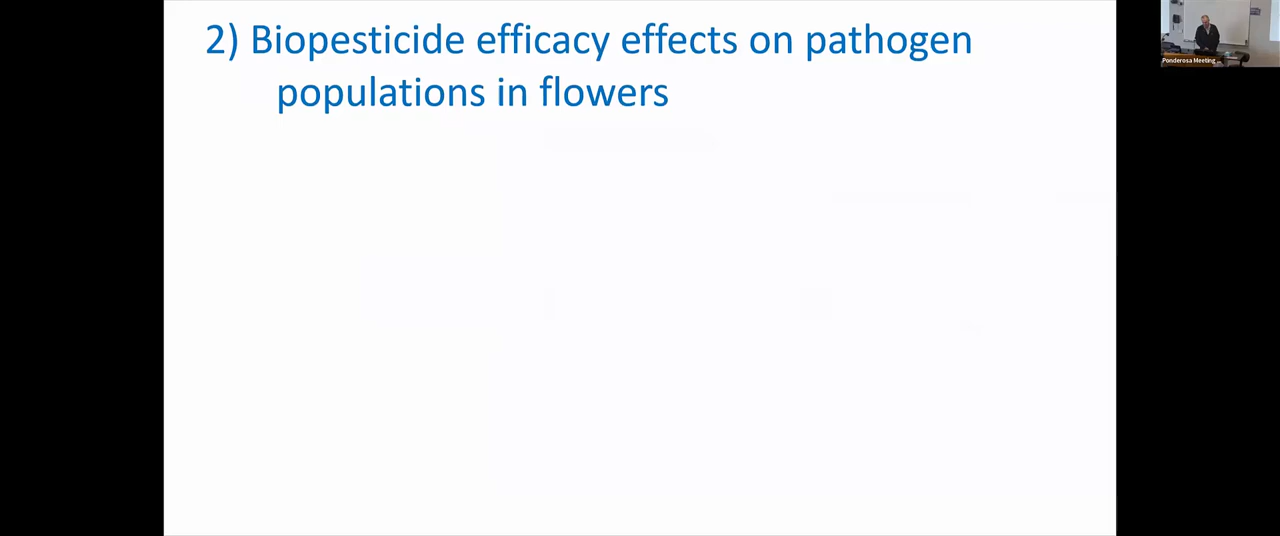 2) Biopesticide efficacy effects on pathogen
populations in flowers
Ponderosa Meeting